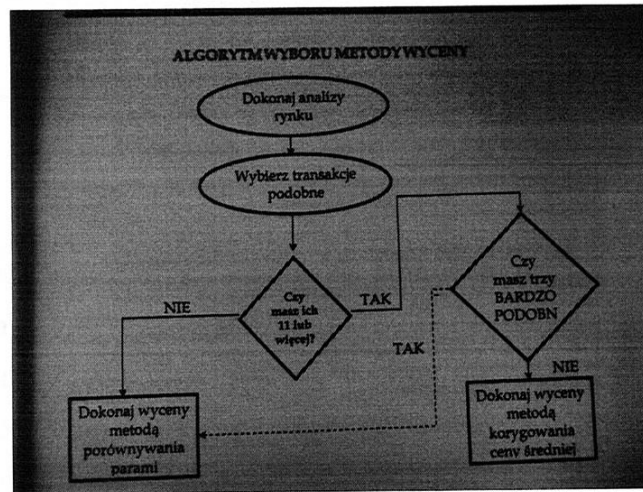 ALGORYTM WYBORU METODY WYCENY
Dokonaj analizy
rynku
Wybierz transakcje
podobne
Czy
masz ich
11 lub
więcej?
NIE
TAK
Czy
masz trzy
BARDZO
PODOBN
TAK
NIE
Dokonaj wyceny
metodą
porównywania
parami
Dokonaj wyceny
metodą
korygowania
ceny średniej